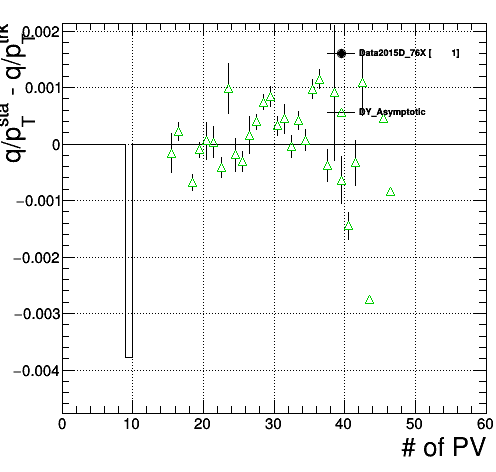 q/p_T^sta - q/p_T^trk
0.002
0.001
0
−0.001
−0.002
−0.003
−0.004
Data2015D_76X [ 1]
DY_Asymptotic
0 10 20 30 40 50 60
# of PV